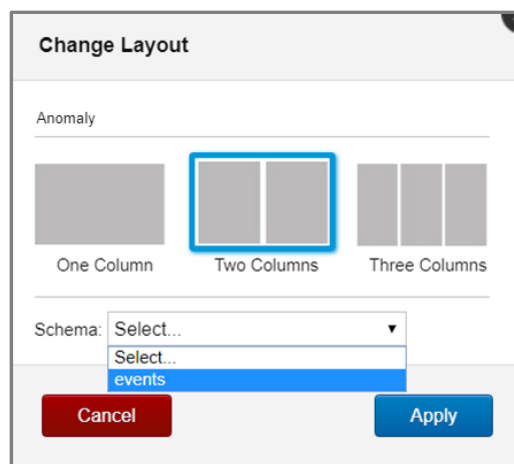 Change Layout
Anomaly
One Column Two Columns Three Columns
Schema: Select...
Select...
events
Cancel Apply